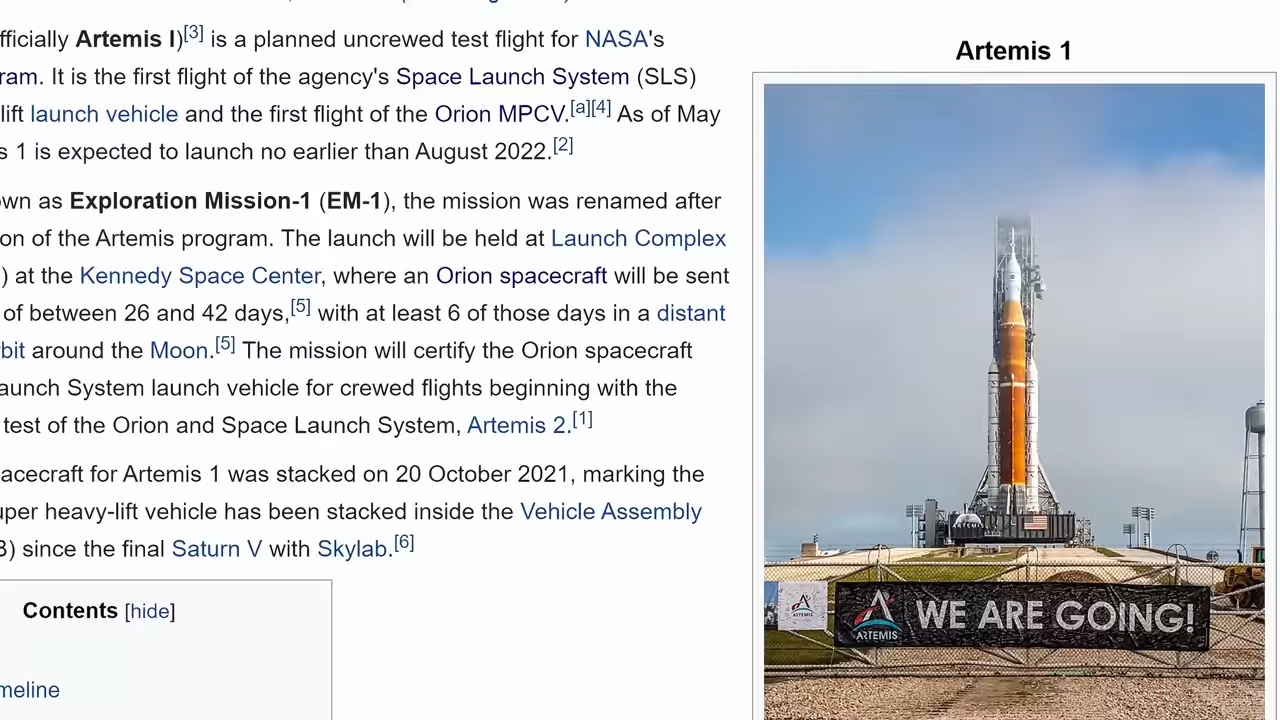 fficially Artemis I)[3] is a planned uncrewed test flight for NASA's
ram. It is the first flight of the agency's Space Launch System (SLS)
lift launch vehicle and the first flight of the Orion MPCV.[a][4] As of May
s 1 is expected to launch no earlier than August 2022.[2]
own as Exploration Mission-1 (EM-1), the mission was renamed after
on of the Artemis program. The launch will be held at Launch Complex
) at the Kennedy Space Center, where an Orion spacecraft will be sent
of between 26 and 42 days,[5] with at least 6 of those days in a distant
bit around the Moon.[5] The mission will certify the Orion spacecraft
aunch System launch vehicle for crewed flights beginning with the
test of the Orion and Space Launch System, Artemis 2.[1]
acecraft for Artemis 1 was stacked on 20 October 2021, marking the
uper heavy-lift vehicle has been stacked inside the Vehicle Assembly
B) since the final Saturn V with Skylab.[6]
Contents [hide]
meline
Artemis 1
ARTEMIS
ARTEMIS
ARTEMIS
WE ARE GOING!